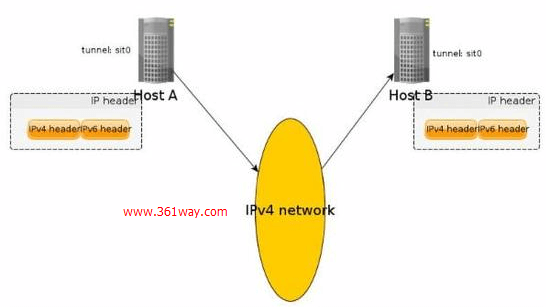 tunnel: sit0
Host A
IP header
IPv4 header IPv6 header
tunnel: sit0
Host B
IP header
IPv4 header IPv6 header
www.361way.com
IPv4 network